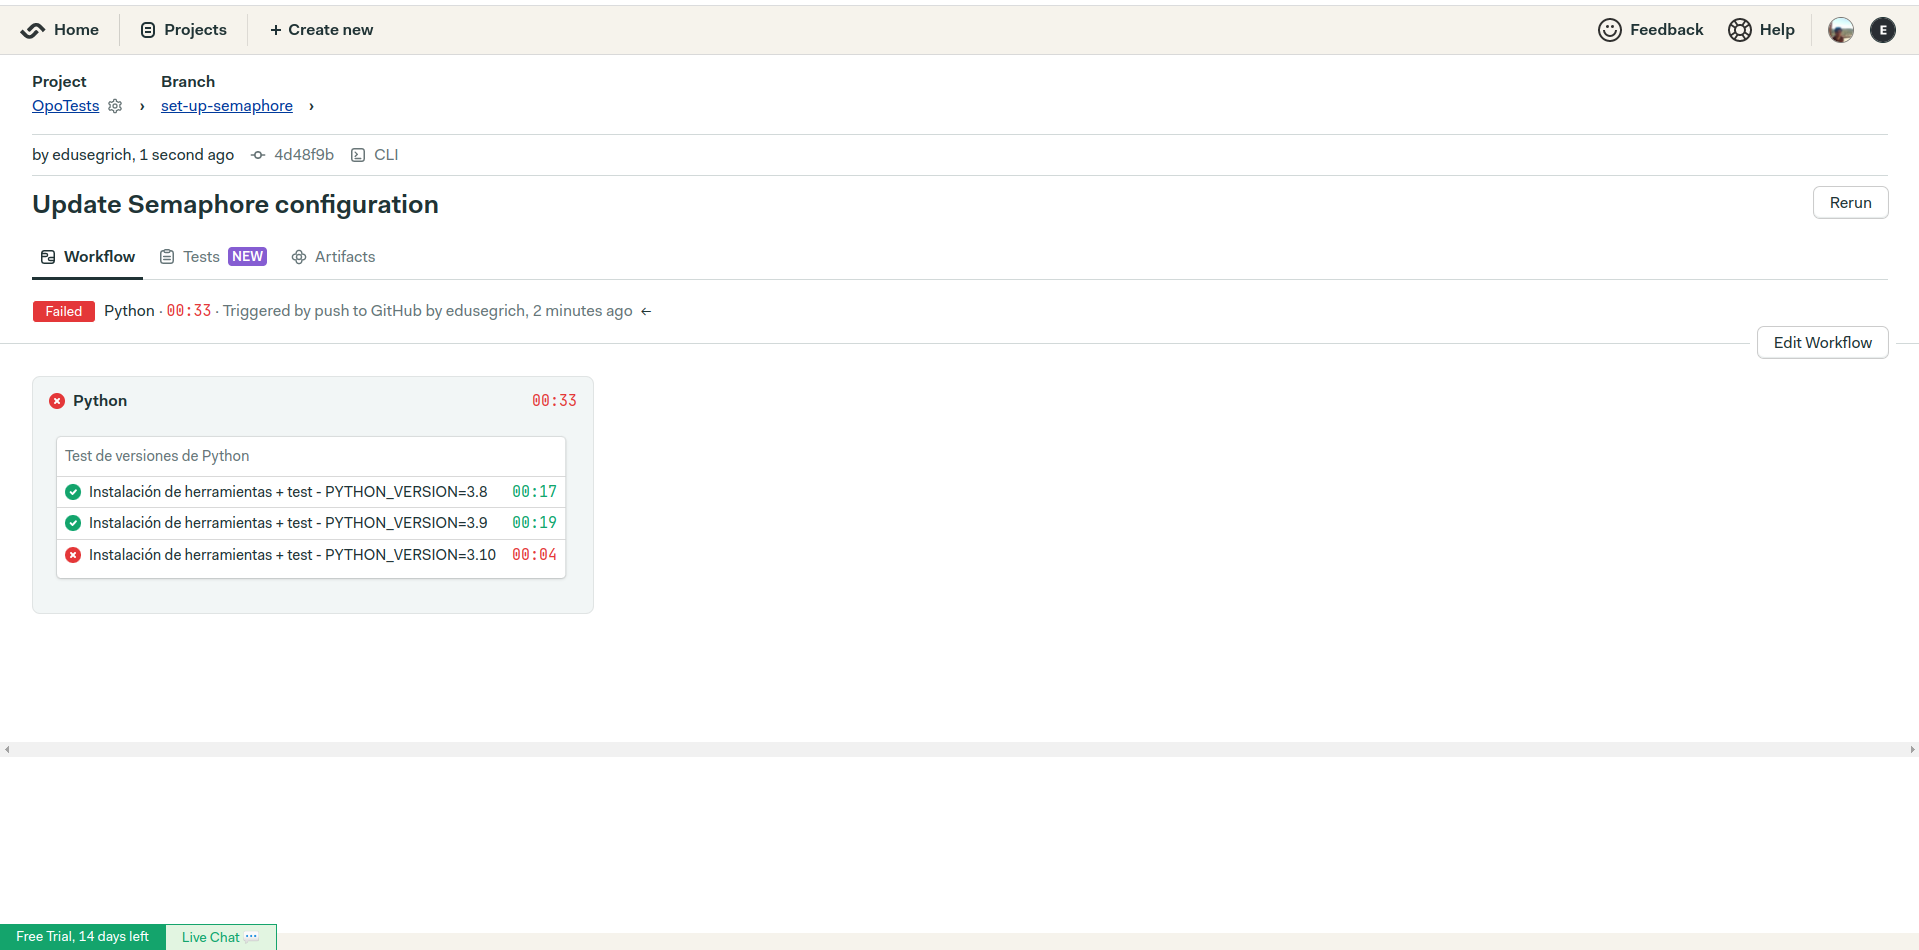 Home Projects + Create new Feedback Help E
Project Branch
OpoTests › set-up-semaphore ›
by edusegrich, 1 second ago 4d48f9b CLI
Update Semaphore configuration Rerun
Workflow Tests NEW Artifacts
Failed Python · 00:33 · Triggered by push to GitHub by edusegrich, 2 minutes ago ←
Edit Workflow
Python 00:33
Test de versiones de Python
Instalación de herramientas + test - PYTHON_VERSION=3.8 00:17
Instalación de herramientas + test - PYTHON_VERSION=3.9 00:19
Instalación de herramientas + test - PYTHON_VERSION=3.10 00:04
Free Trial, 14 days left Live Chat 💬